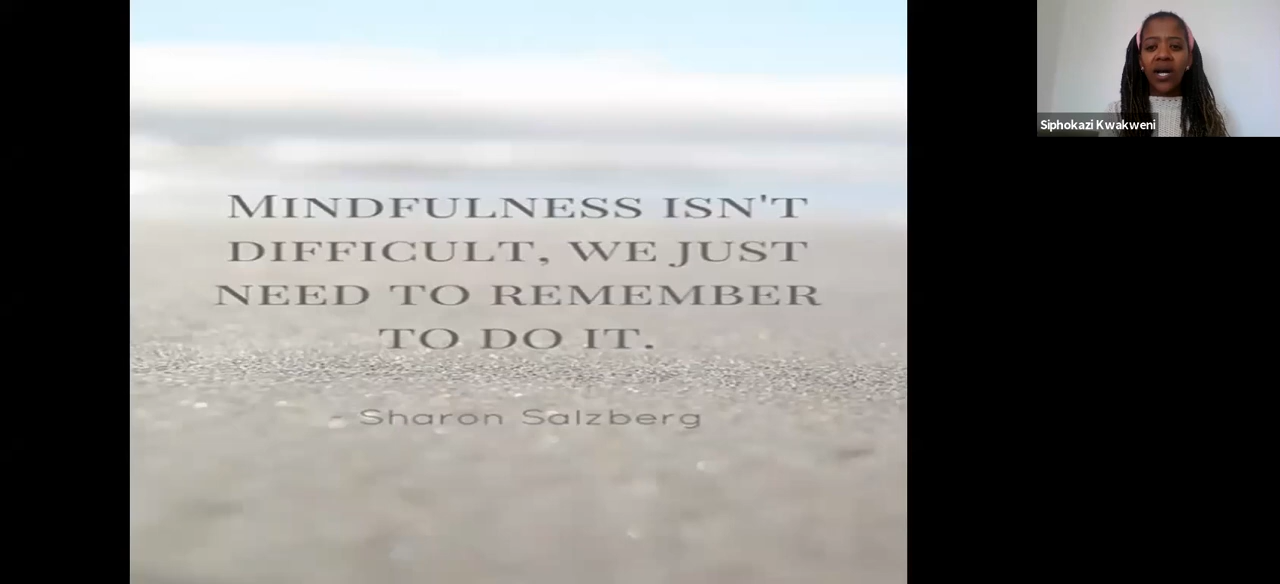 MINDFULNESS ISN'T
DIFFICULT, WE JUST
NEED TO REMEMBER
TO DO IT.
- Sharon Salzberg
Siphokazi Kwakweni